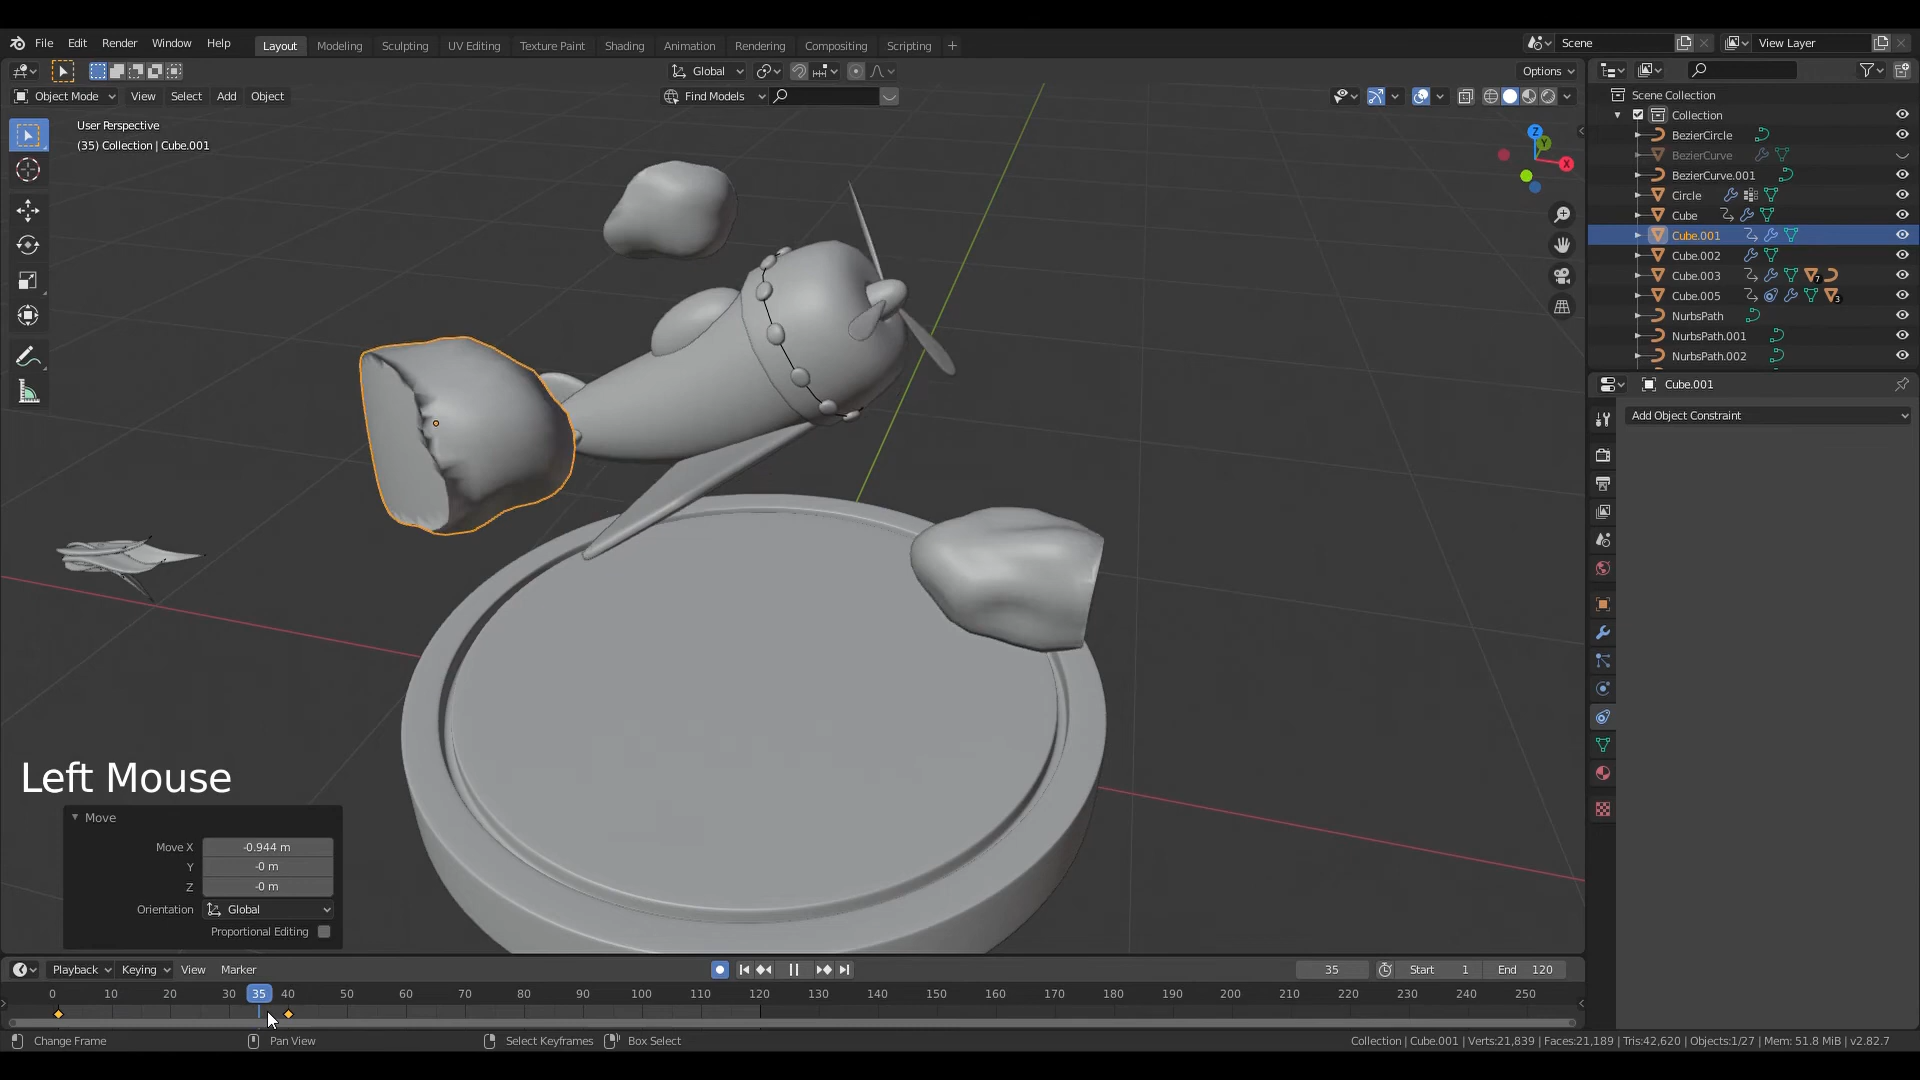 File Edit Render Window Help Layout Modeling Sculpting UV Editing Texture Paint Shading Animation Rendering Compositing Scripting + Scene View Layer
Global Options
Object Mode View Select Add Object Find Models
User Perspective
(35) Collection | Cube.001
Z
Y
X
Scene Collection
Collection
BezierCircle
BezierCurve
BezierCurve.001
Circle
Cube
Cube.001
Cube.002
Cube.003 7
Cube.005 3
NurbsPath
NurbsPath.001
NurbsPath.002
Cube.001
Add Object Constraint
Left Mouse
Move
Move X -0.944 m
Y -0 m
Z -0 m
Orientation Global
Proportional Editing
Playback Keying View Marker 35 Start 1 End 120
0 10 20 30 35 40 50 60 70 80 90 100 110 120 130 140 150 160 170 180 190 200 210 220 230 240 250
Change Frame Pan View Select Keyframes Box Select Collection | Cube.001 | Verts:21,839 | Faces:21,189 | Tris:42,620 | Objects:1/27 | Mem: 51.8 MiB | v2.82.7